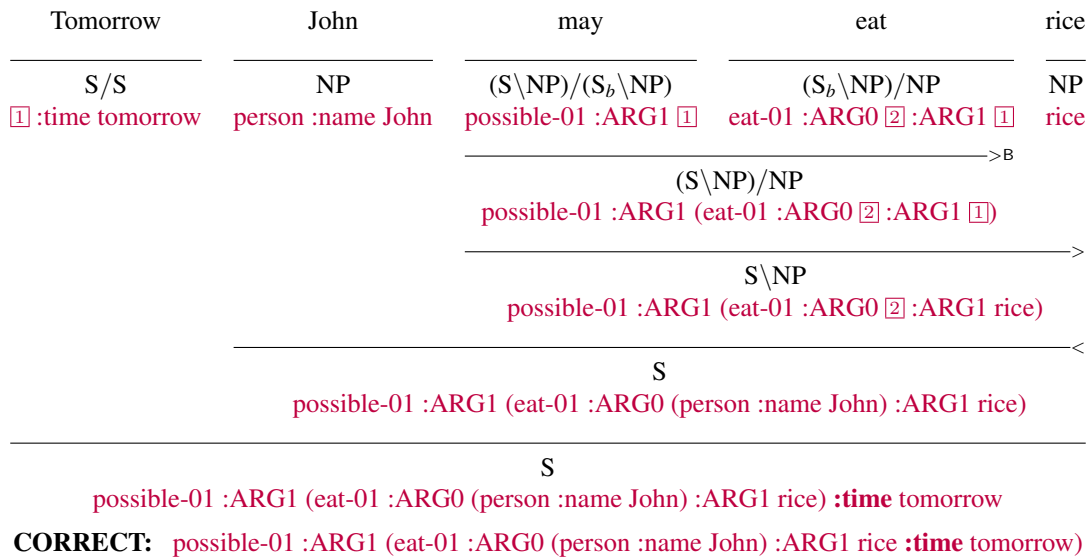 Tomorrow John may eat rice
S/S NP (S\NP)/(S_b\NP) (S_b\NP)/NP NP
1 :time tomorrow person :name John possible-01 :ARG1 1 eat-01 :ARG0 2 :ARG1 1 rice
>B
(S\NP)/NP
possible-01 :ARG1 (eat-01 :ARG0 2 :ARG1 1)
>
S\NP
possible-01 :ARG1 (eat-01 :ARG0 2 :ARG1 rice)
<
S
possible-01 :ARG1 (eat-01 :ARG0 (person :name John) :ARG1 rice)
S
possible-01 :ARG1 (eat-01 :ARG0 (person :name John) :ARG1 rice) :time tomorrow
CORRECT: possible-01 :ARG1 (eat-01 :ARG0 (person :name John) :ARG1 rice :time tomorrow)